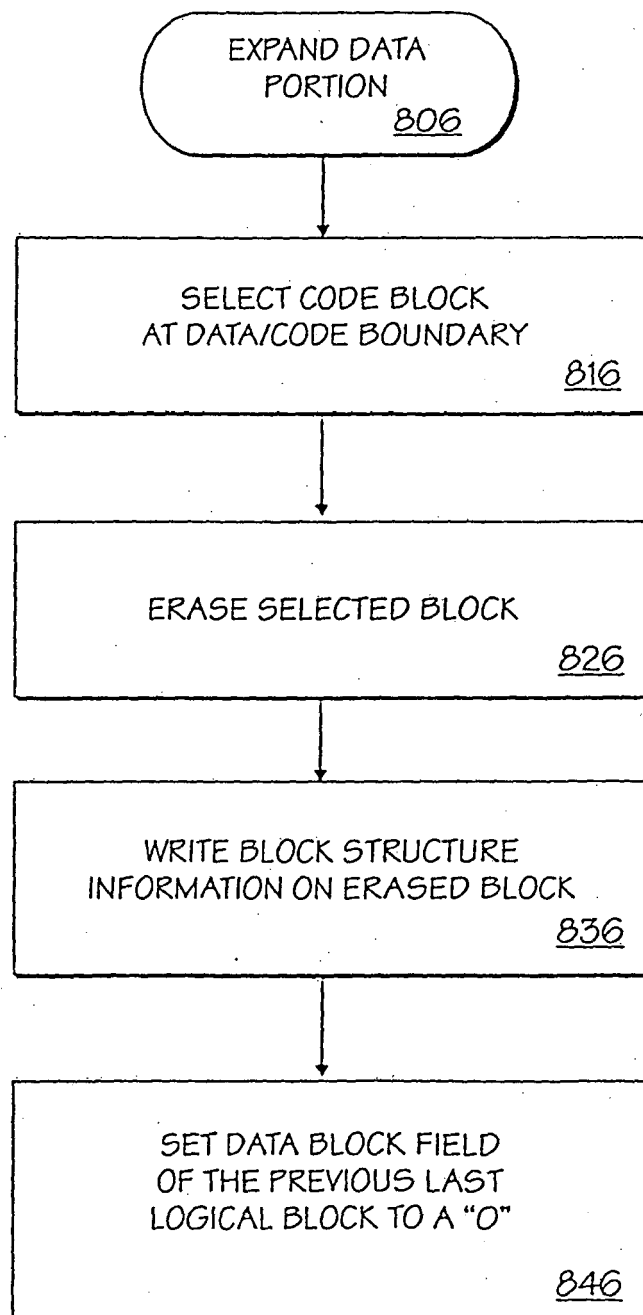 EXPAND DATA
PORTION
806
SELECT CODE BLOCK
AT DATA/CODE BOUNDARY
816
ERASE SELECTED BLOCK
826
WRITE BLOCK STRUCTURE
INFORMATION ON ERASED BLOCK
836
SET DATA BLOCK FIELD
OF THE PREVIOUS LAST
LOGICAL BLOCK TO A “0”
846